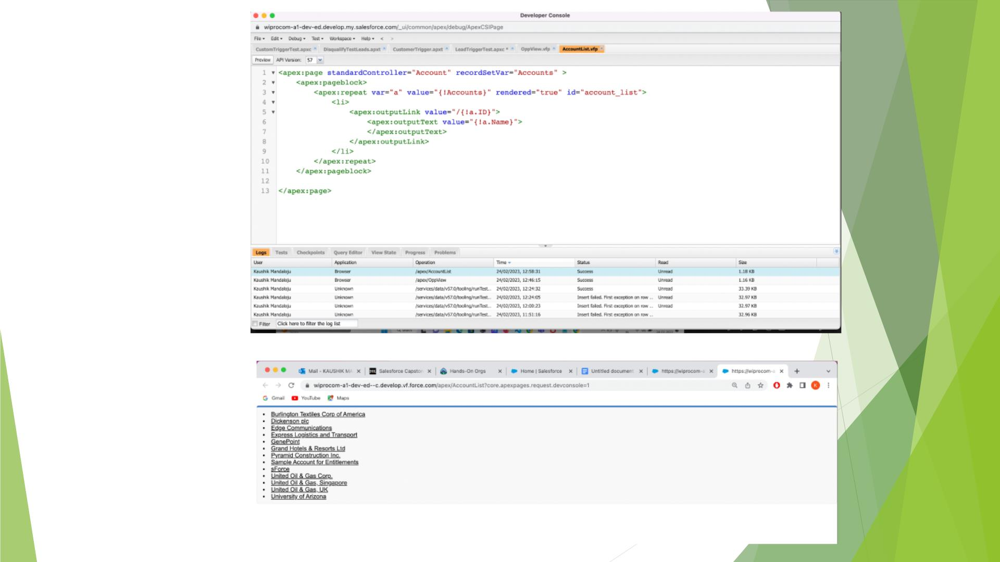 Developer Console
wiprocom-a1-dev-ed.develop.my.salesforce.com/_ui/common/apex/debug/ApexCSIPage
File Edit Debug Test Workspace Help < >
CustomTriggerTest.apxc DisqualifyTestLeads.apxt CustomerTrigger.apxt LeadTriggerTest.apxc * OppView.vfp AccountList.vfp
Preview API Version: 57
1 <apex:page standardController="Account" recordSetVar="Accounts" >
2 <apex:pageblock>
3 <apex:repeat var="a" value="{!Accounts}" rendered="true" id="account_list">
4 <li>
5 <apex:outputLink value="/{!a.ID}">
6 <apex:outputText value="{!a.Name}">
7 </apex:outputText>
8 </apex:outputLink>
9 </li>
10 </apex:repeat>
11 </apex:pageblock>
12
13 </apex:page>
Logs Tests Checkpoints Query Editor View State Progress Problems
User Application Operation Time Status Read Size
Kaushik Mandaloju Browser /apex/AccountList 24/02/2023, 12:58:31 Success Unread 1.18 KB
Kaushik Mandaloju Browser /apex/OppView 24/02/2023, 12:46:15 Success Unread 1.16 KB
Kaushik Mandaloju Unknown /services/data/v57.0/tooling/runTest... 24/02/2023, 12:24:32 Success Unread 33.39 KB
Kaushik Mandaloju Unknown /services/data/v57.0/tooling/runTest... 24/02/2023, 12:24:05 Insert failed. First exception on row ... Unread 32.97 KB
Kaushik Mandaloju Unknown /services/data/v57.0/tooling/runTest... 24/02/2023, 12:00:23 Insert failed. First exception on row ... Unread 32.97 KB
Kaushik Mandaloju Unknown /services/data/v57.0/tooling/runTest... 24/02/2023, 11:51:16 Insert failed. First exception on row ... 32.96 KB
Filter Click here to filter the log list
Mail - KAUSHIK MA Salesforce Capston Hands-On Orgs Home | Salesforce Untitled document https://wiprocom-a https://wiprocom-a
wiprocom-a1-dev-ed--c.develop.vf.force.com/apex/AccountList?core.apexpages.request.devconsole=1 K
Gmail YouTube Maps
• Burlington Textiles Corp of America
• Dickenson plc
• Edge Communications
• Express Logistics and Transport
• GenePoint
• Grand Hotels & Resorts Ltd
• Pyramid Construction Inc.
• Sample Account for Entitlements
• sForce
• United Oil & Gas Corp.
• United Oil & Gas, Singapore
• United Oil & Gas, UK
• University of Arizona